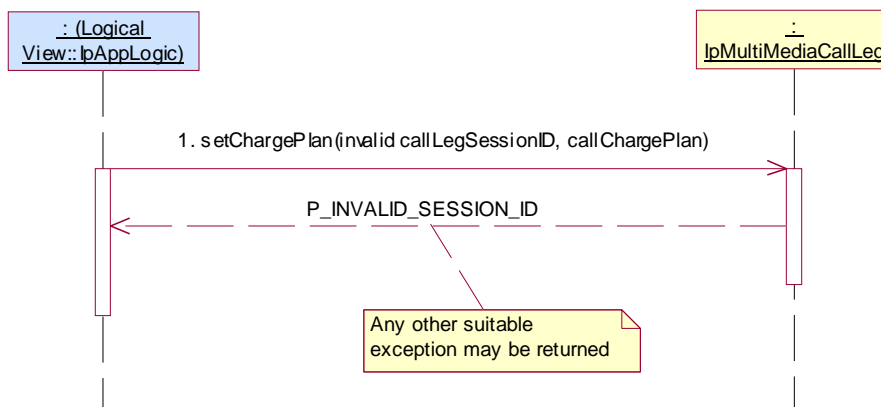 : (Logical
View::IpAppLogic)
:
IpMultiMediaCallLeg
1. setChargePlan(invalid callLegSessionID, callChargePlan)
P_INVALID_SESSION_ID
Any other suitable
exception may be returned